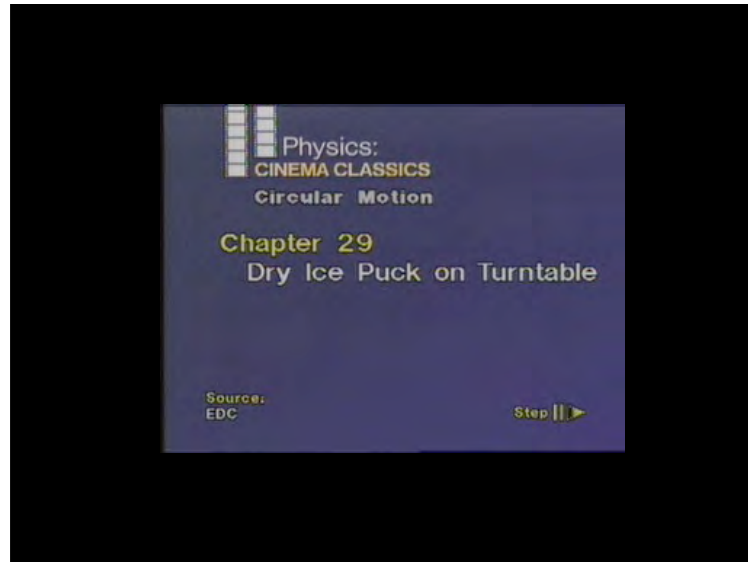 Physics:
CINEMA CLASSICS
Circular Motion
Chapter 29
Dry Ice Puck on Turntable
Source:
EDC
Step